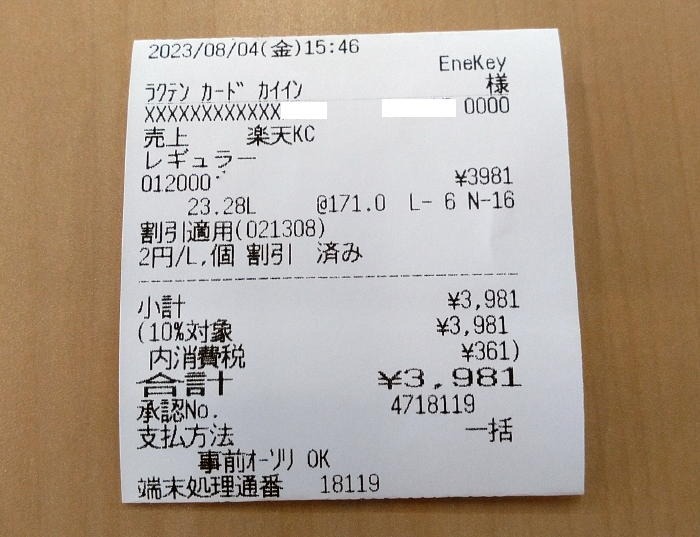 2023/08/04(金)15:46
EneKey
ラクテン カード カイイン 様
XXXXXXXXXXXX 0000
売上 楽天KC
レギュラー
012000 ¥3981
23.28L @171.0 L- 6 N-16
割引適用(021308)
2円/L,個 割引 済み
小計 ¥3,981
(10%対象 ¥3,981
内消費税 ¥361)
合計 ¥3,981
承認No. 4718119
支払方法 一括
事前オーソリ OK
端末処理通番 18119